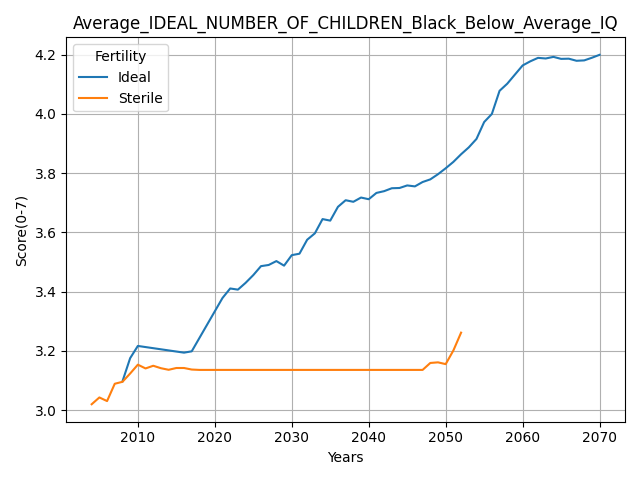 Average_IDEAL_NUMBER_OF_CHILDREN_Black_Below_Average_IQ
Fertility
Ideal
Sterile
Score(0-7)
4.2
4.0
3.8
3.6
3.4
3.2
3.0
2010 2020 2030 2040 2050 2060 2070
Years